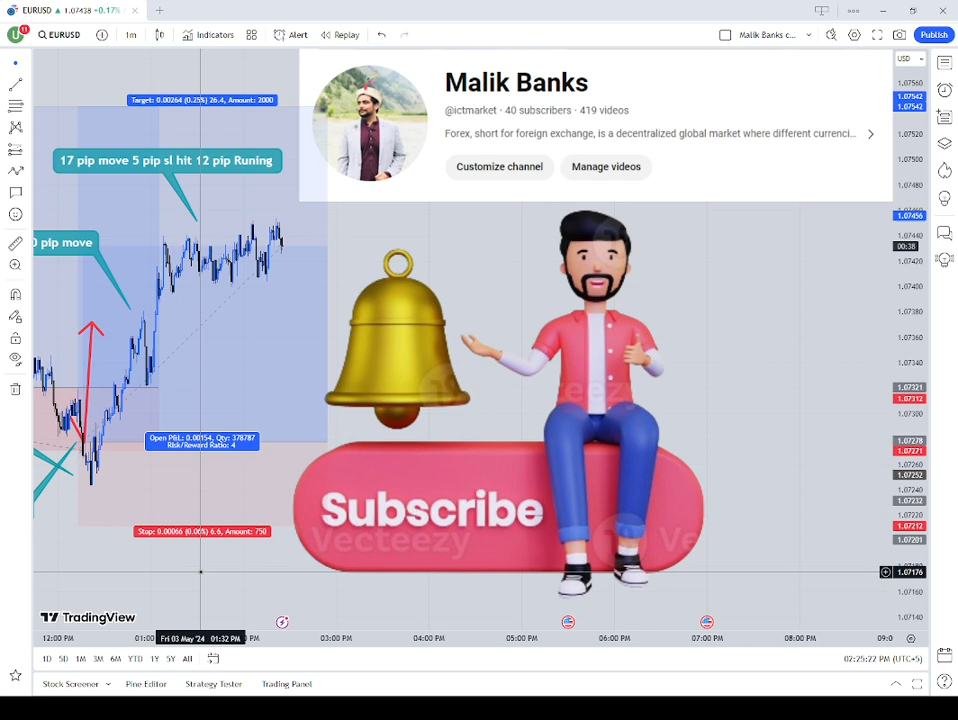 EURUSD ▲ 1.07438 +0.17%
U 11 EURUSD 1m Indicators Alert Replay Malik Banks c... Publish
USD
Malik Banks
@ictmarket · 40 subscribers · 419 videos
Forex, short for foreign exchange, is a decentralized global market where different currenci...
Customize channel Manage videos
Target: 0.00264 (0.25%) 26.4, Amount: 2000
17 pip move 5 pip sl hit 12 pip Runing
0 pip move
Open P&L: 0.00154, Qty: 378787
Risk/Reward Ratio: 4
Stop: 0.00066 (0.06%) 6.6, Amount: 750
Subscribe
Vecteezy
1.07560
1.07542
1.07542
1.07520
1.07500
1.07480
1.07456
1.07440
00:38
1.07420
1.07400
1.07380
1.07360
1.07340
1.07321
1.07312
1.07300
1.07278
1.07271
1.07260
1.07252
1.07240
1.07232
1.07220
1.07212
1.07201
1.07176
1.07160
1.07140
TradingView
12:00 PM 01:00 Fri 03 May '24 01:32 PM PM 03:00 PM 04:00 PM 05:00 PM 06:00 PM 07:00 PM 08:00 PM 09:0
1D 5D 1M 3M 6M YTD 1Y 5Y All 02:25:22 PM (UTC+5)
Stock Screener Pine Editor Strategy Tester Trading Panel